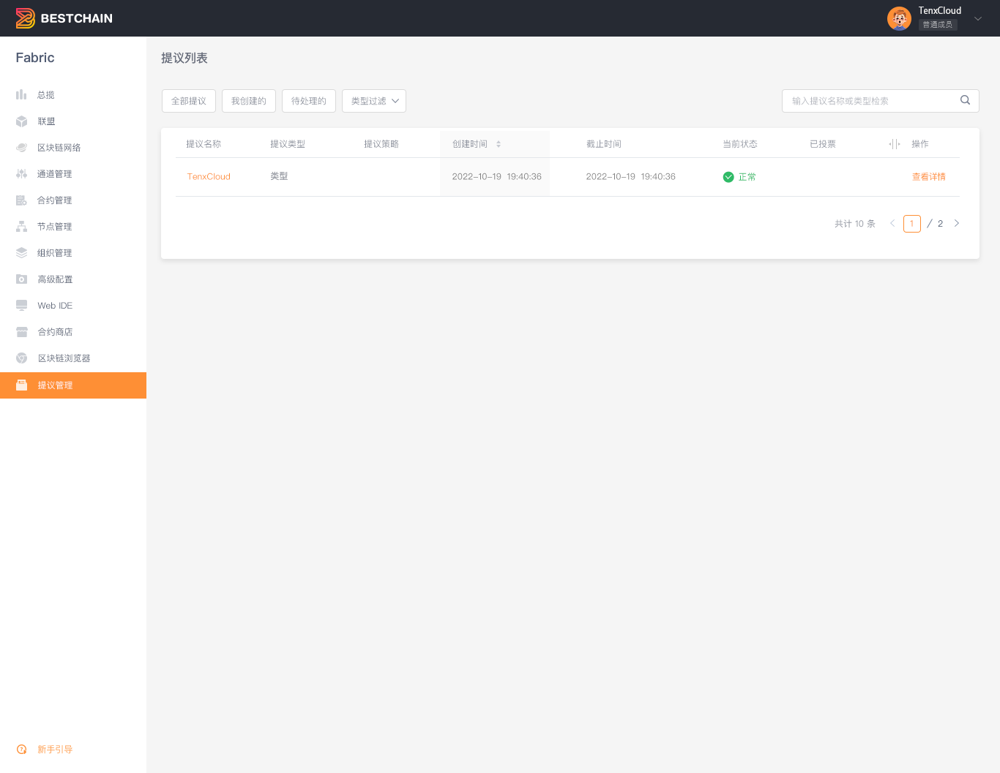 BESTCHAIN
TenxCloud
普通成员
Fabric
总揽
联盟
区块链网络
通道管理
合约管理
节点管理
组织管理
高级配置
Web IDE
合约商店
区块链浏览器
提议管理
新手引导
提议列表
全部提议 我创建的 待处理的 类型过滤 输入提议名称或类型检索
提议名称 提议类型 提议策略 创建时间 截止时间 当前状态 已投票 操作
TenxCloud 类型 2022-10-19 19:40:36 2022-10-19 19:40:36 正常 查看详情
共计 10 条 1 / 2